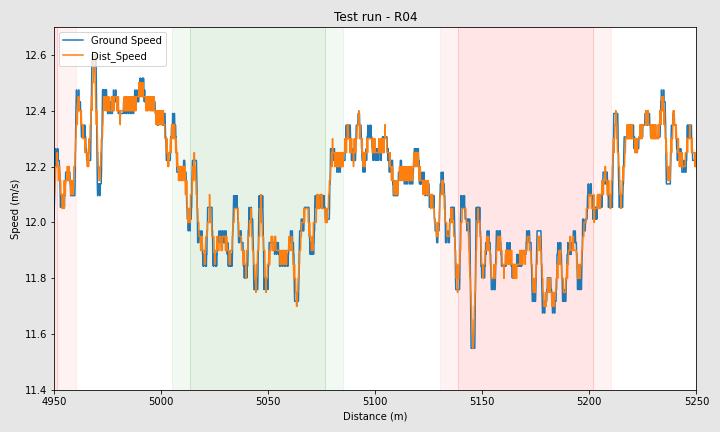 Test run - R04
Ground Speed
Dist_Speed
Speed (m/s)
12.6
12.4
12.2
12.0
11.8
11.6
11.4
4950
5000
5050
5100
5150
5200
5250
Distance (m)